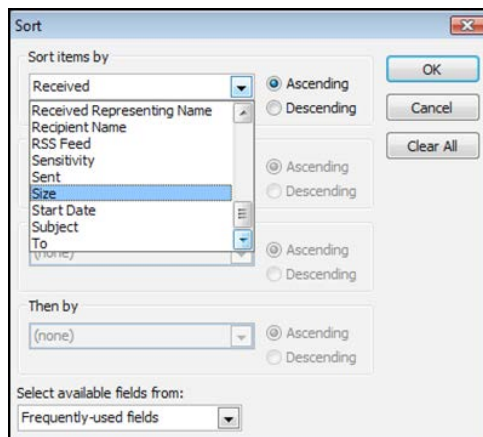 Sort
Sort items by
Received
Ascending
Descending
OK
Cancel
Clear All
Received Representing Name
Recipient Name
RSS Feed
Sensitivity
Sent
Size
Start Date
Subject
To
Ascending
Descending
(none)
Ascending
Descending
Then by
(none)
Ascending
Descending
Select available fields from:
Frequently-used fields